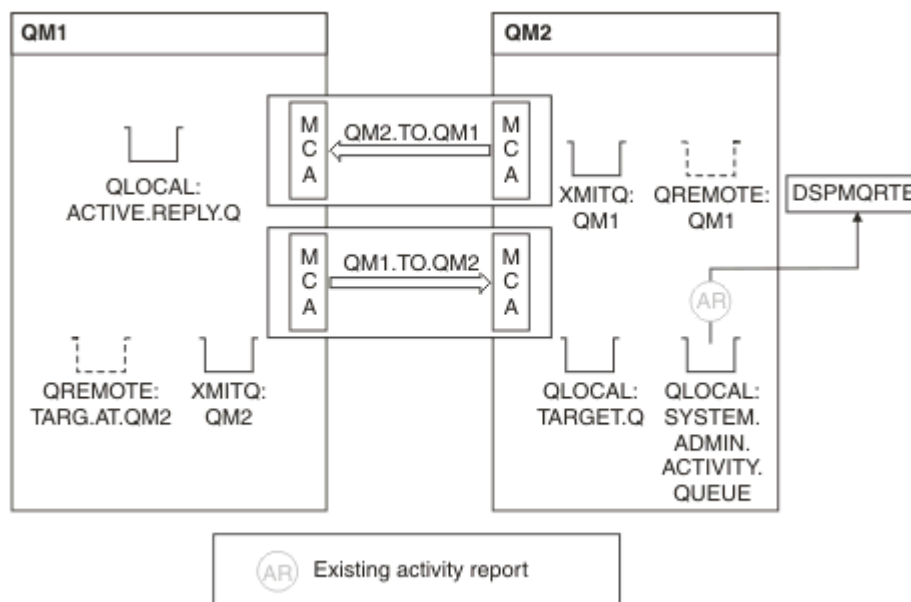 QM1
QM2
M
C
A
QM2.TO.QM1
M
C
A
QLOCAL:
ACTIVE.REPLY.Q
XMITQ:
QM1
QREMOTE:
QM1
DSPMQRTE
M
C
A
QM1.TO.QM2
M
C
A
AR
QREMOTE:
TARG.AT.QM2
XMITQ:
QM2
QLOCAL:
TARGET.Q
QLOCAL:
SYSTEM.
ADMIN.
ACTIVITY.
QUEUE
AR
Existing activity report